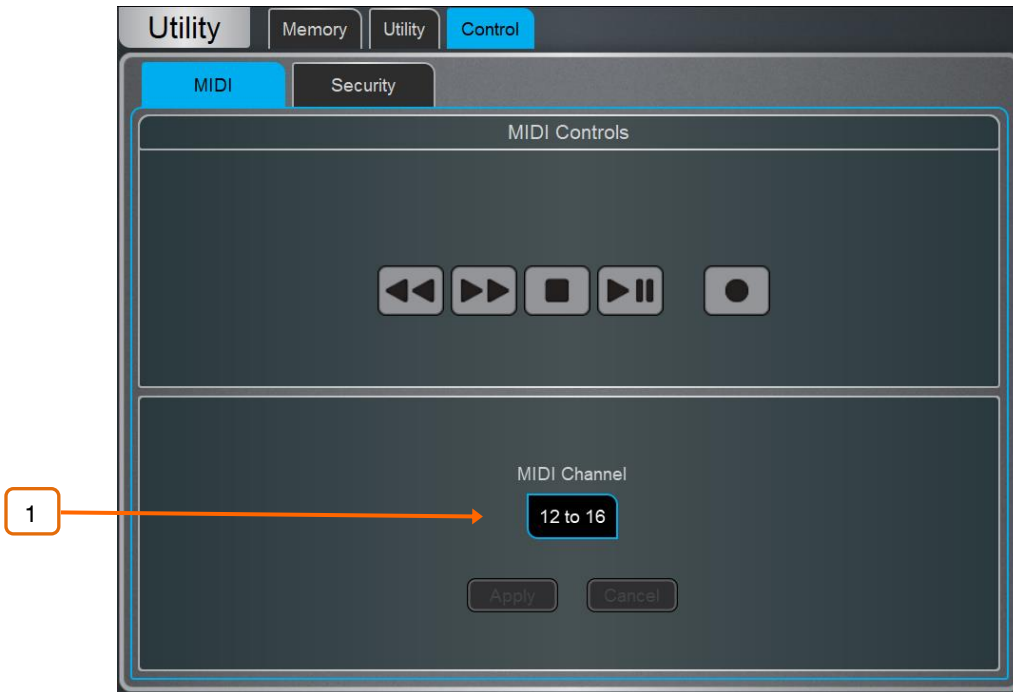 Utility Memory Utility Control
MIDI Security
MIDI Controls
MIDI Channel
1 12 to 16
Apply Cancel